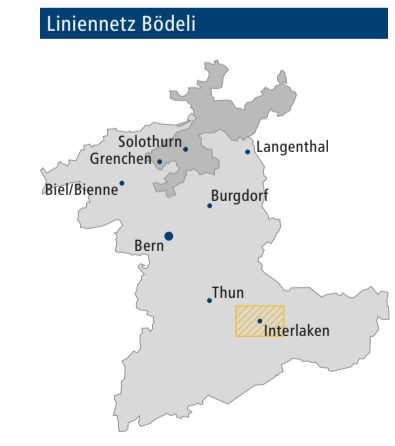 Liniennetz Bödeli
Solothurn
Langenthal
Grenchen
Biel/Bienne
Burgdorf
Bern
Thun
Interlaken